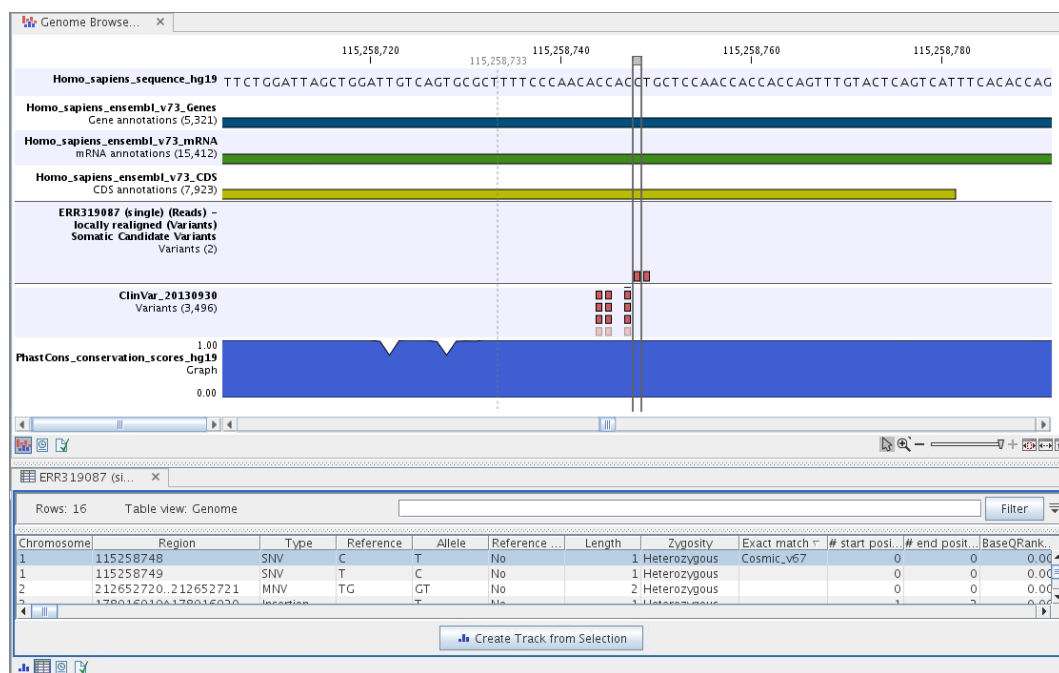 Genome Browse...
115,258,720 115,258,740 115,258,760 115,258,780
115,258,733
Homo_sapiens_sequence_hg19 TTCTGGATTAGCTGGATTGTCAGTGCGCTTTTCCCAACACCACCTGCTCCAACCACCACCAGTTTGTACTCAGTCATTTCACACCAG
Homo_sapiens_ensembl_v73_Genes
Gene annotations (5,321)
Homo_sapiens_ensembl_v73_mRNA
mRNA annotations (15,412)
Homo_sapiens_ensembl_v73_CDS
CDS annotations (7,923)
ERR319087 (single) (Reads) –
locally realigned (Variants)
Somatic Candidate Variants
Variants (2)
ClinVar_20130930
Variants (3,496)
1.00
PhastCons_conservation_scores_hg19
Graph
0.00
ERR319087 (si...
Rows: 16 Table view: Genome Filter
Chromosome Region Type Reference Allele Reference ... Length Zygosity Exact match # start posi... # end posit... BaseQRank..
1 115258748 SNV C T No 1 Heterozygous Cosmic_v67 0 0 0.00
1 115258749 SNV T C No 1 Heterozygous 0 0 0.00
2 212652720..212652721 MNV TG GT No 2 Heterozygous 0 0 0.00
Insertion T No 1 Heterozygous
Create Track from Selection